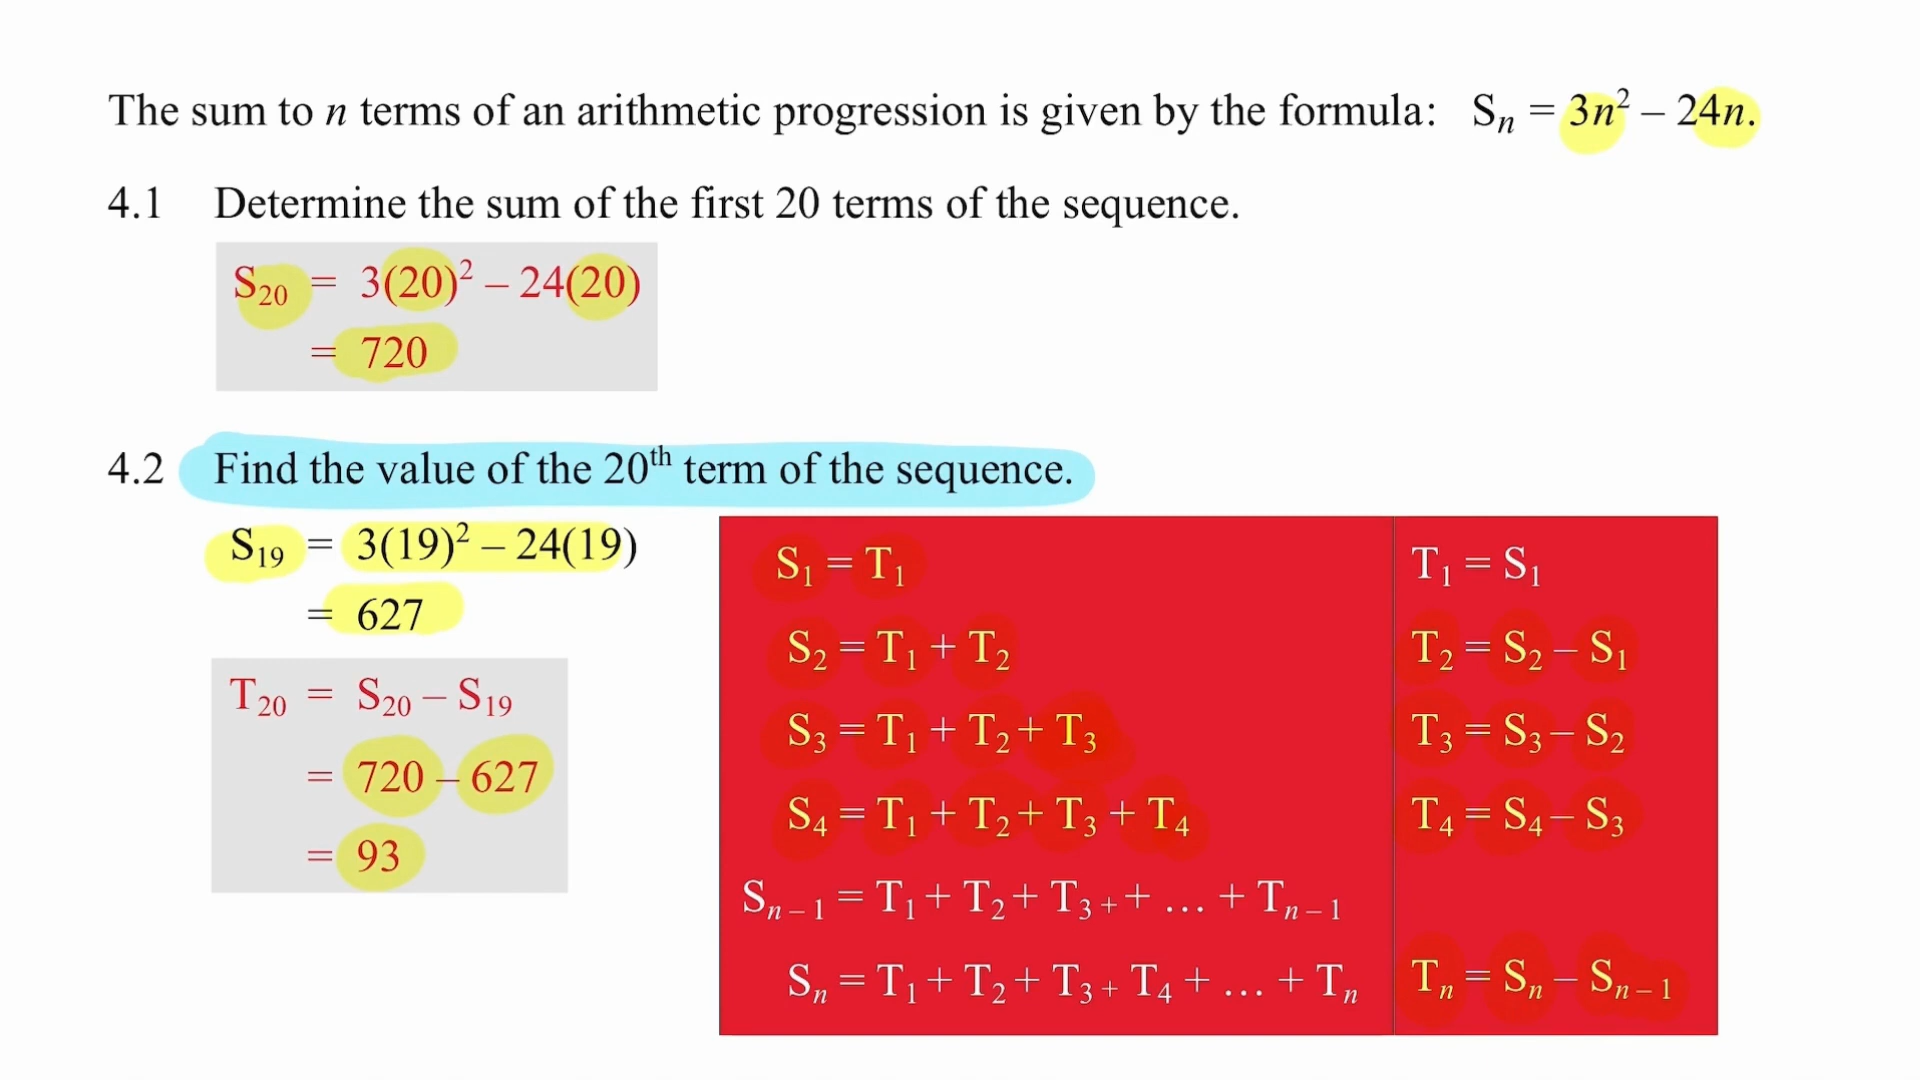 The sum to n terms of an arithmetic progression is given by the formula: Sₙ = 3n² – 24n.
4.1 Determine the sum of the first 20 terms of the sequence.
S₂₀ = 3(20)² – 24(20)
= 720
4.2 Find the value of the 20ᵗʰ term of the sequence.
S₁₉ = 3(19)² – 24(19)
= 627
T₂₀ = S₂₀ – S₁₉
= 720 – 627
= 93
S₁ = T₁
S₂ = T₁ + T₂
S₃ = T₁ + T₂ + T₃
S₄ = T₁ + T₂ + T₃ + T₄
Sₙ₋₁ = T₁ + T₂ + T₃ + + … + Tₙ₋₁
Sₙ = T₁ + T₂ + T₃ + T₄ + … + Tₙ
T₁ = S₁
T₂ = S₂ – S₁
T₃ = S₃ – S₂
T₄ = S₄ – S₃
Tₙ = Sₙ – Sₙ₋₁